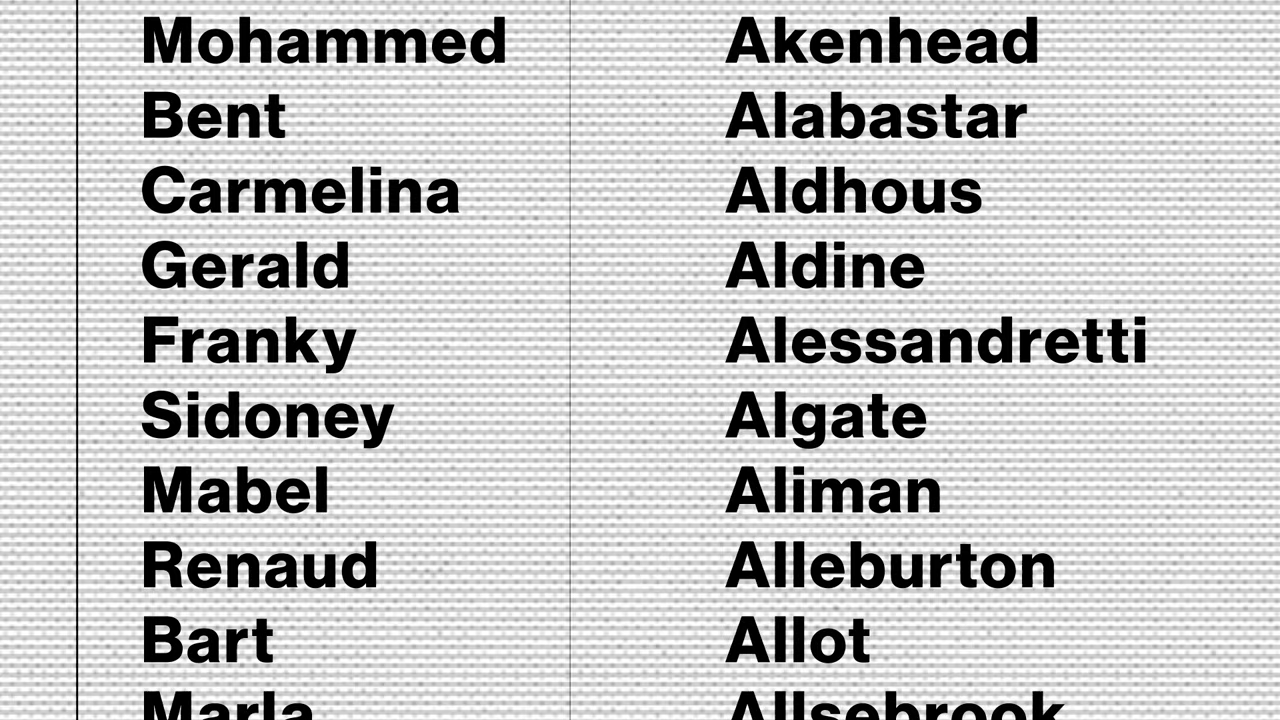 Mohammed Akenhead
Bent Alabastar
Carmelina Aldhous
Gerald Aldine
Franky Alessandretti
Sidoney Algate
Mabel Aliman
Renaud Alleburton
Bart Allot
Marla Allsebrook